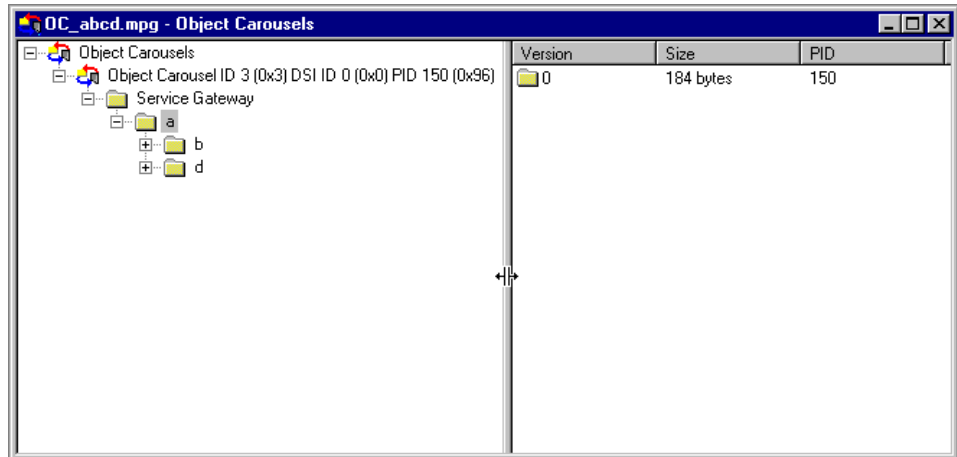 OC_abcd.mpg - Object Carousels
Object Carousels
Object Carousel ID 3 (0x3) DSI ID 0 (0x0) PID 150 (0x96)
Service Gateway
a
b
d
Version Size PID
0 184 bytes 150